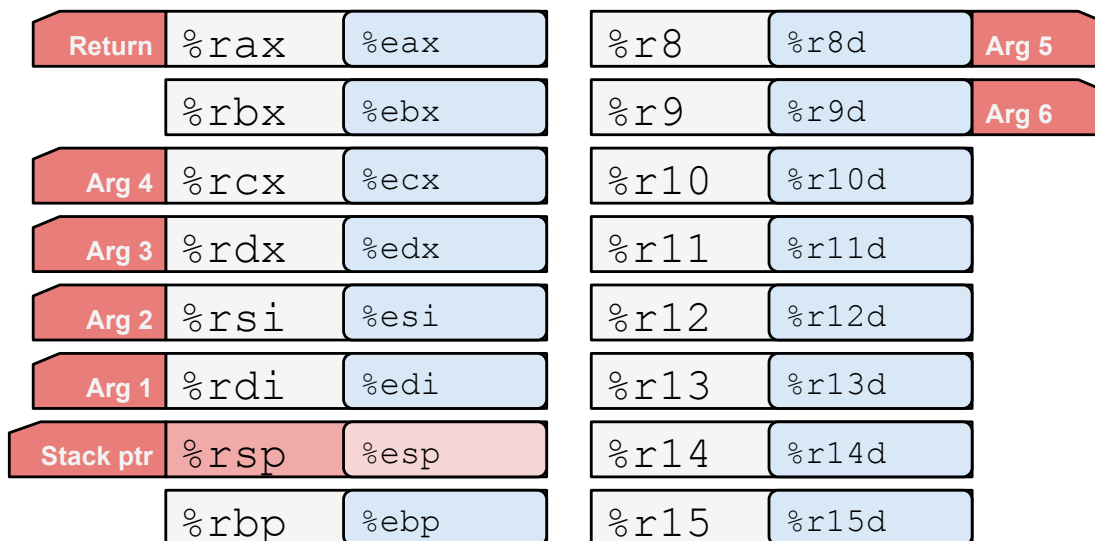 Return %rax %eax %r8 %r8d Arg 5
%rbx %ebx %r9 %r9d Arg 6
Arg 4 %rcx %ecx %r10 %r10d
Arg 3 %rdx %edx %r11 %r11d
Arg 2 %rsi %esi %r12 %r12d
Arg 1 %rdi %edi %r13 %r13d
Stack ptr %rsp %esp %r14 %r14d
%rbp %ebp %r15 %r15d